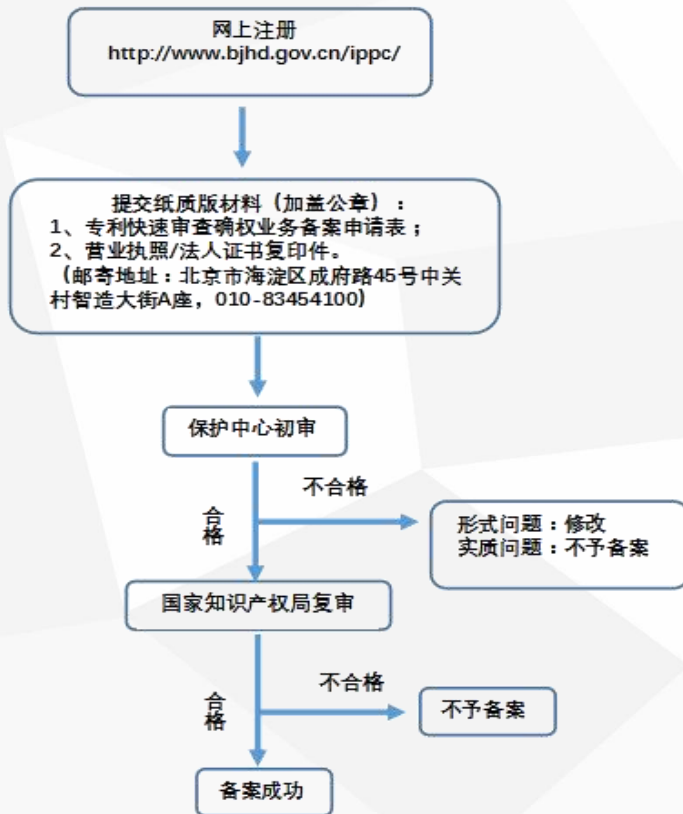 网上注册
http://www.bjhd.gov.cn/ippc/
提交纸质版材料（加盖公章）：
1、专利快速审查确权业务备案申请表；
2、营业执照/法人证书复印件。
（邮寄地址：北京市海淀区成府路45号中关
村智造大街A座，010-83454100)
保护中心初审
不合格
合格
形式问题：修改
实质问题：不予备案
国家知识产权局复审
不合格
合格
不予备案
备案成功